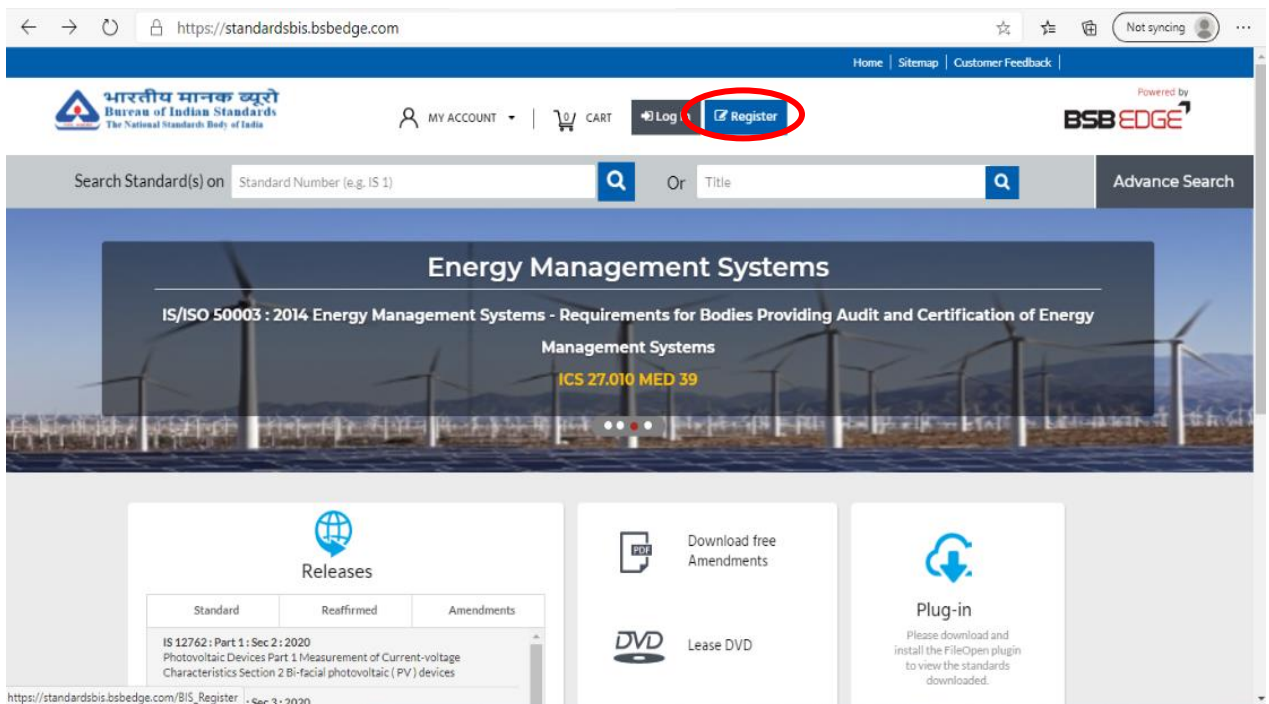 https://standardsbis.bsbedge.com
Not syncing
Home | Sitemap | Customer Feedback |
भारतीय मानक ब्यूरो
Bureau of Indian Standards
The National Standards Body of India
MY ACCOUNT
0
CART
Log In
Register
Powered by
BSB EDGE
Search Standard(s) on
Standard Number (e.g. IS 1)
Or
Title
Advance Search
Energy Management Systems
IS/ISO 50003 : 2014 Energy Management Systems - Requirements for Bodies Providing Audit and Certification of Energy
Management Systems
ICS 27.010 MED 39
Releases
Standard
Reaffirmed
Amendments
IS 12762 : Part 1 : Sec 2 : 2020
Photovoltaic Devices Part 1 Measurement of Current-voltage
Characteristics Section 2 Bi-facial photovoltaic ( PV ) devices
: Sec 3 : 2020
PDF
Download free
Amendments
DVD
Lease DVD
Plug-in
Please download and
install the FileOpen plugin
to view the standards
downloaded.
https://standardsbis.bsbedge.com/BIS_Register